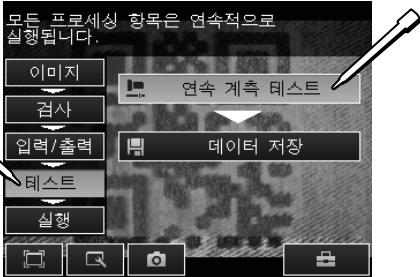 모든 프로세싱 항목은 연속적으로
실행됩니다.
이미지
검사
입력/출력
테스트
실행
연속 계측 테스트
데이터 저장